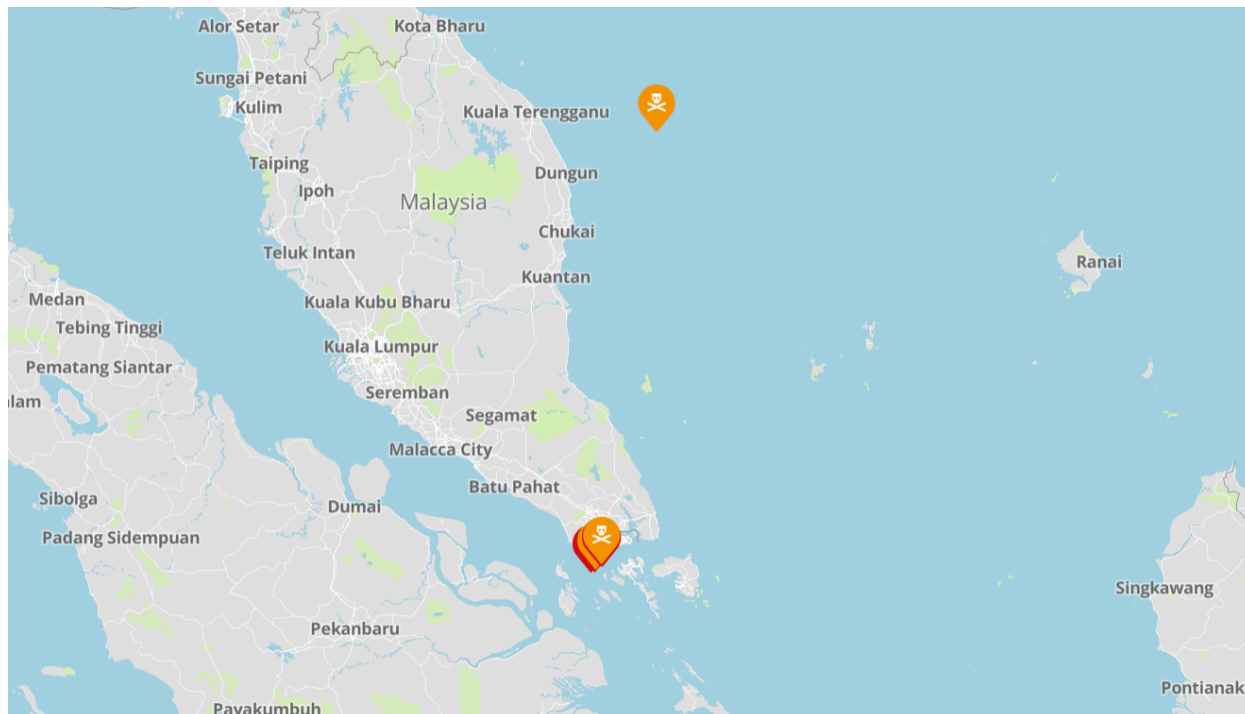 Alor Setar
Kota Bharu
Sungai Petani
Kulim
Kuala Terengganu
Taiping
Dungun
Ipoh
Malaysia
Chukai
Teluk Intan
Ranai
Kuantan
Medan
Kuala Kubu Bharu
Tebing Tinggi
Kuala Lumpur
Pematang Siantar
Seremban
alam
Segamat
Malacca City
Batu Pahat
Sibolga
Dumai
Padang Sidempuan
Singkawang
Pekanbaru
Pontianak
Payakumbuh